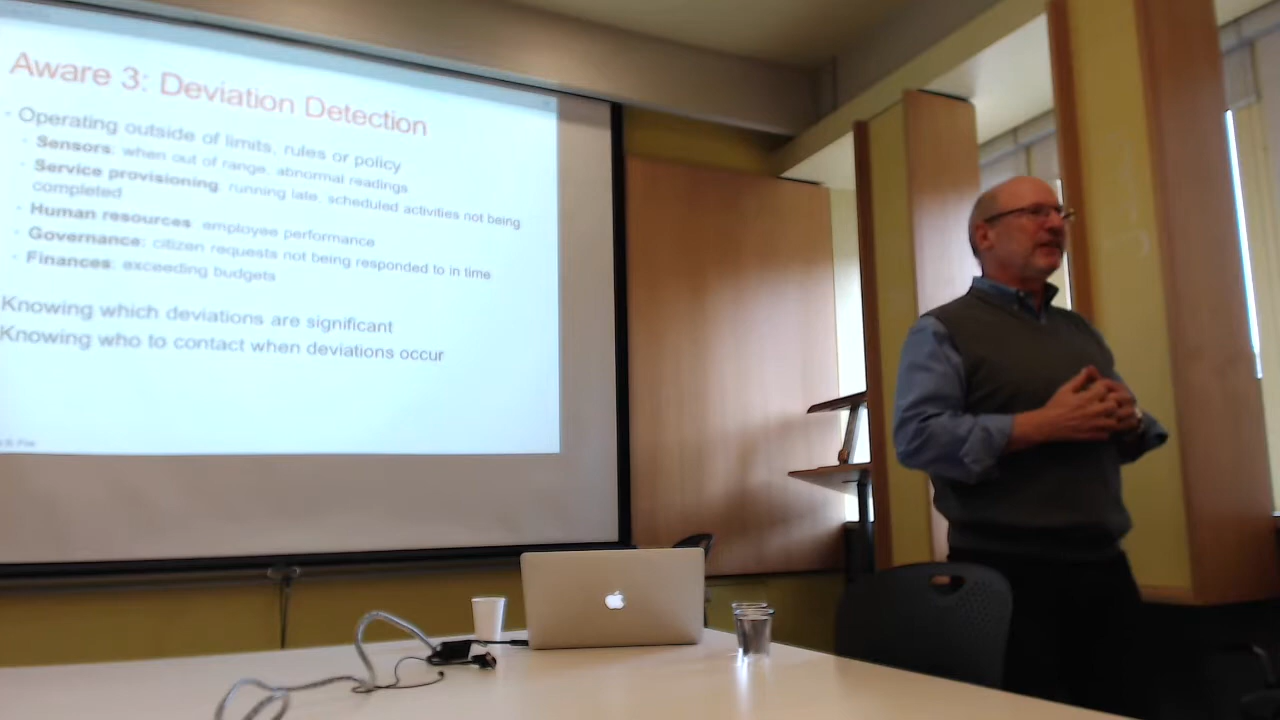 Aware 3: Deviation Detection
Operating outside of limits, rules or policy
Sensors: when out of range, abnormal readings
Service provisioning: running late, scheduled activities not being
completed
Human resources: employee performance
Governance: citizen requests not being responded to in time
Finances: exceeding budgets
Knowing which deviations are significant
Knowing who to contact when deviations occur